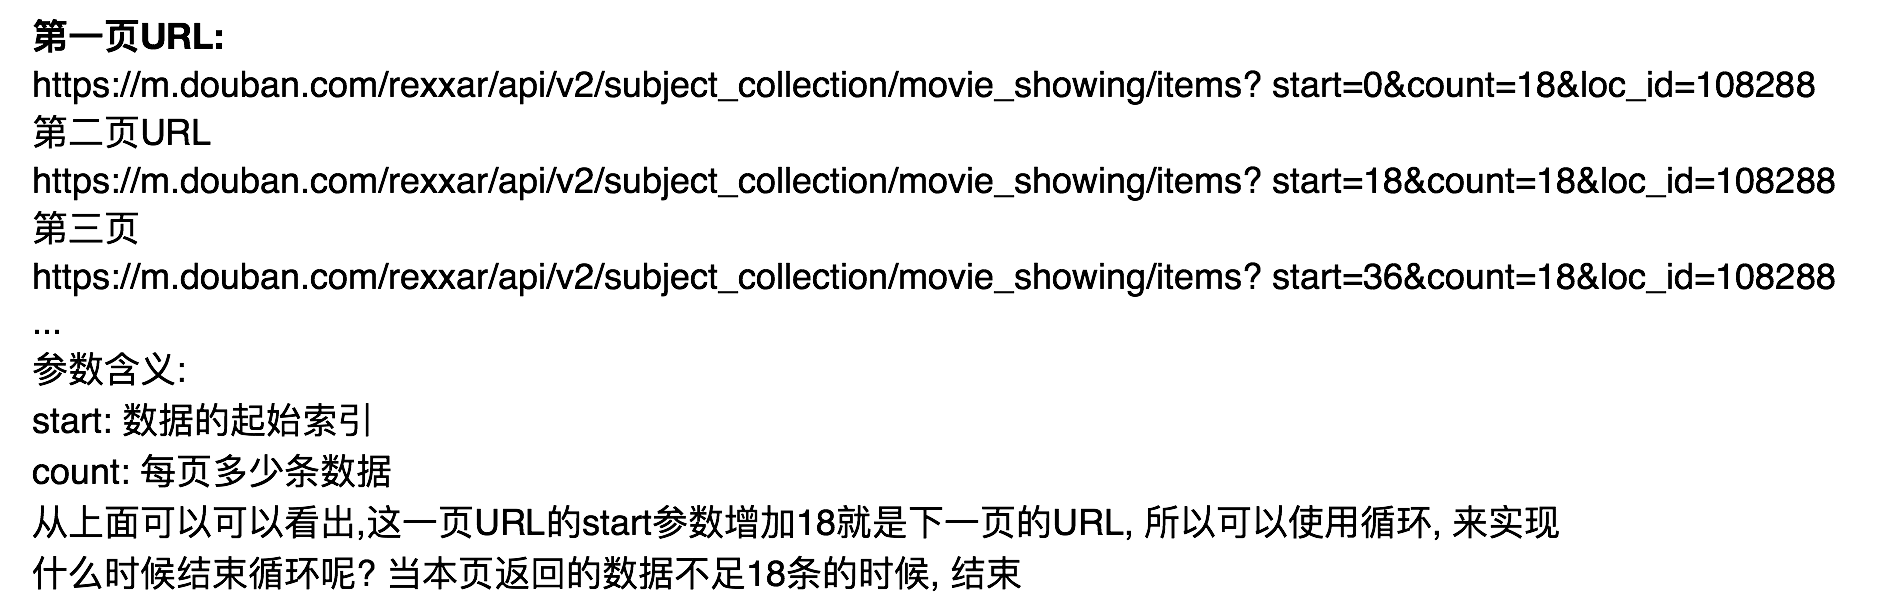 第一页URL:
https://m.douban.com/rexxar/api/v2/subject_collection/movie_showing/items? start=0&count=18&loc_id=108288
第二页URL
https://m.douban.com/rexxar/api/v2/subject_collection/movie_showing/items? start=18&count=18&loc_id=108288
第三页
https://m.douban.com/rexxar/api/v2/subject_collection/movie_showing/items? start=36&count=18&loc_id=108288
...
参数含义:
start: 数据的起始索引
count: 每页多少条数据
从上面可以可以看出,这一页URL的start参数增加18就是下一页的URL, 所以可以使用循环, 来实现
什么时候结束循环呢? 当本页返回的数据不足18条的时候, 结束